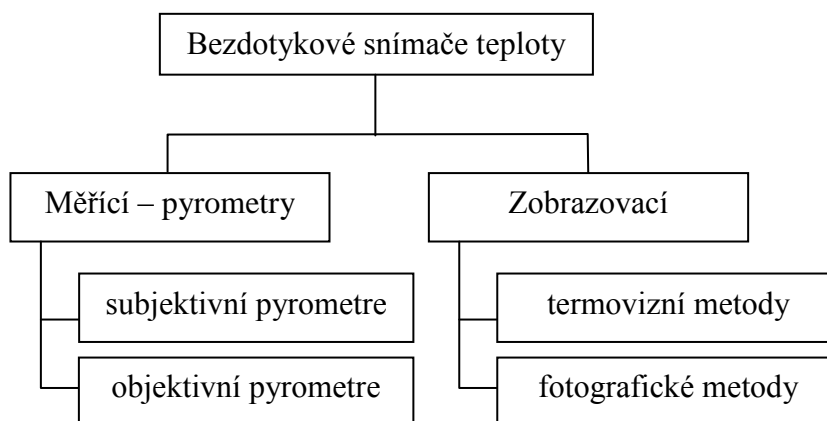 Bezdotykové snímače teploty
Měřící – pyrometry
Zobrazovací
subjektivní pyrometre
termovizní metody
objektivní pyrometre
fotografické metody